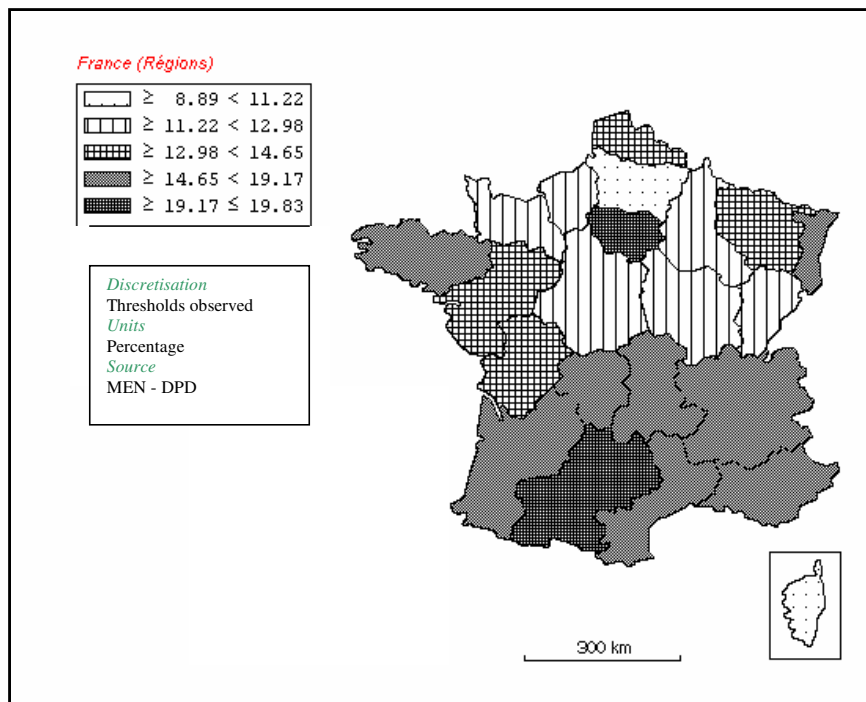 France (Régions)
≥ 8.89 < 11.22
≥ 11.22 < 12.98
≥ 12.98 < 14.65
≥ 14.65 < 19.17
≥ 19.17 ≤ 19.83
Discretisation
Thresholds observed
Units
Percentage
Source
MEN - DPD
300 km